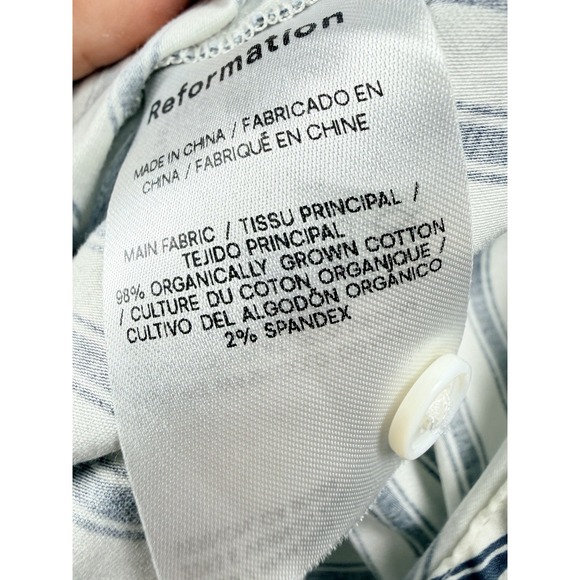 Reformation
MADE IN CHINA / FABRICADO EN
CHINA / FABRIQUÉ EN CHINE
MAIN FABRIC / TISSU PRINCIPAL /
TEJIDO PRINCIPAL
98% ORGANICALLY GROWN COTTON
/ CULTURE DU COTON ORGANIQUE /
CULTIVO DEL ALGODÓN ORGÁNICO
2% SPANDEX